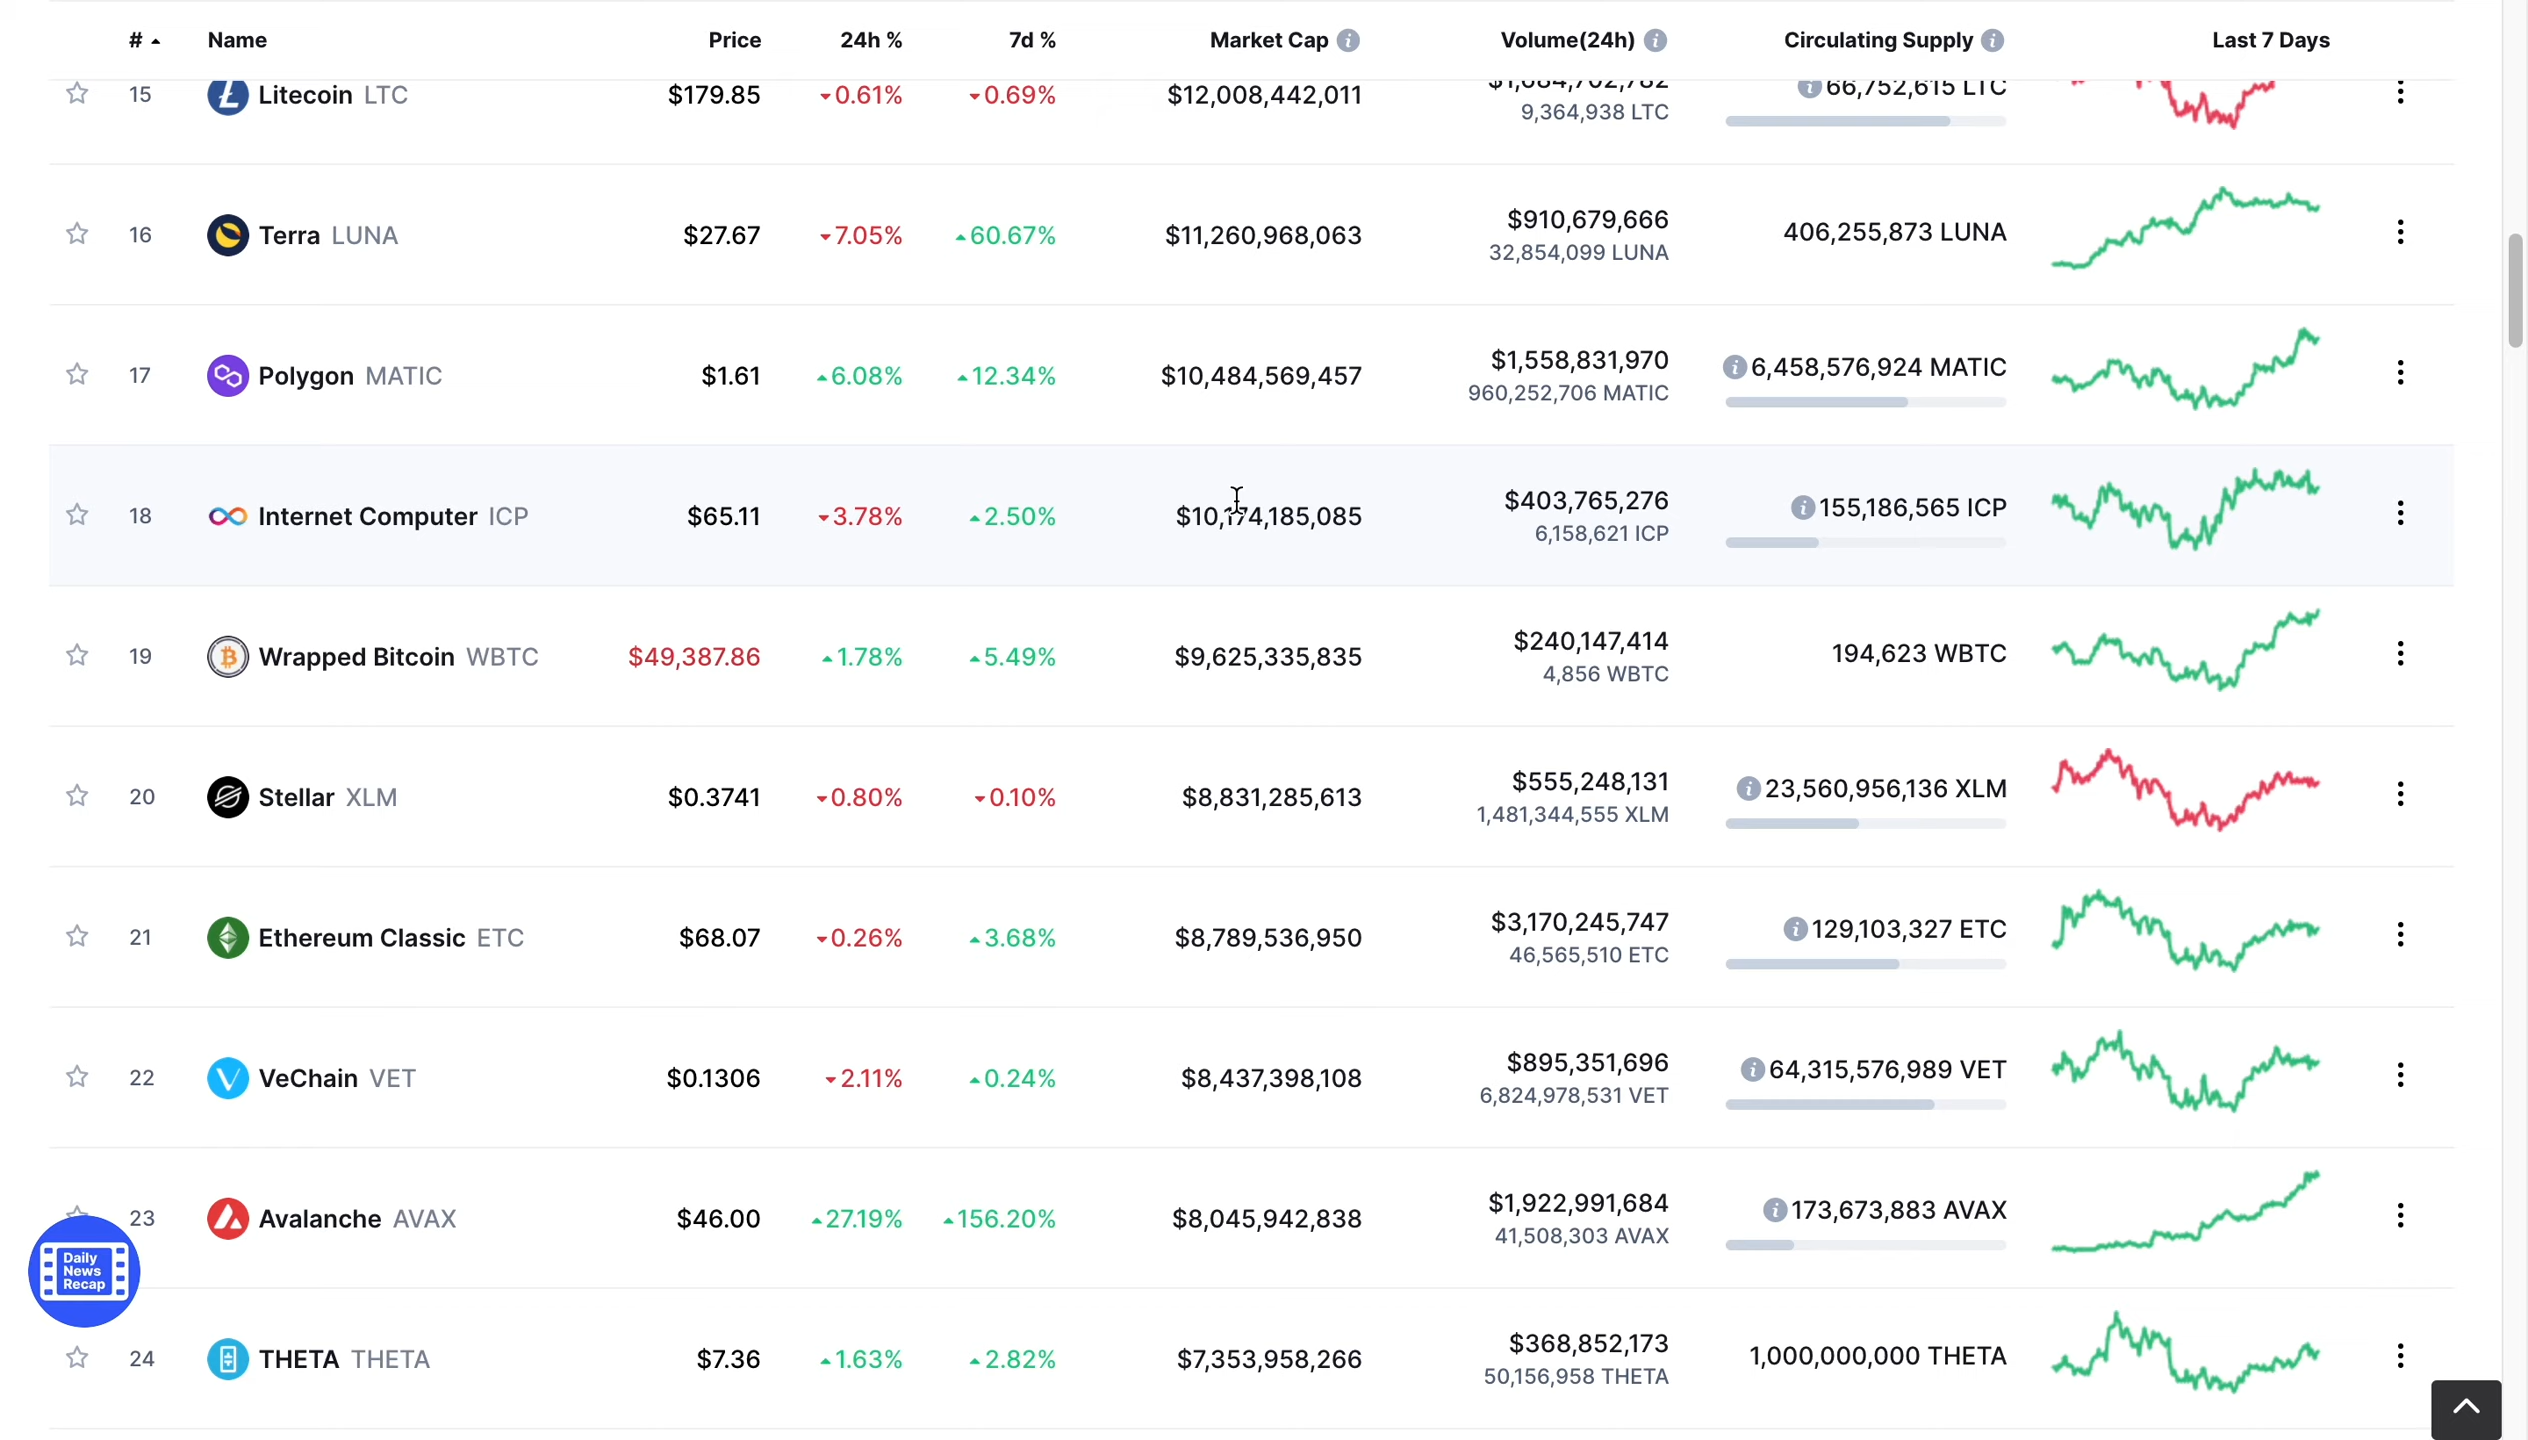 # Name Price 24h % 7d % Market Cap Volume(24h) Circulating Supply Last 7 Days
15 Litecoin LTC $179.85 0.61% 0.69% $12,008,442,011 66,752,615 LTC
9,364,938 LTC
16 Terra LUNA $27.67 7.05% 60.67% $11,260,968,063 $910,679,666 406,255,873 LUNA
32,854,099 LUNA
17 Polygon MATIC $1.61 6.08% 12.34% $10,484,569,457 $1,558,831,970 6,458,576,924 MATIC
960,252,706 MATIC
18 Internet Computer ICP $65.11 3.78% 2.50% $10,174,185,085 $403,765,276 155,186,565 ICP
6,158,621 ICP
19 Wrapped Bitcoin WBTC $49,387.86 1.78% 5.49% $9,625,335,835 $240,147,414 194,623 WBTC
4,856 WBTC
20 Stellar XLM $0.3741 0.80% 0.10% $8,831,285,613 $555,248,131 23,560,956,136 XLM
1,481,344,555 XLM
21 Ethereum Classic ETC $68.07 0.26% 3.68% $8,789,536,950 $3,170,245,747 129,103,327 ETC
46,565,510 ETC
22 VeChain VET $0.1306 2.11% 0.24% $8,437,398,108 $895,351,696 64,315,576,989 VET
6,824,978,531 VET
23 Avalanche AVAX $46.00 27.19% 156.20% $8,045,942,838 $1,922,991,684 173,673,883 AVAX
41,508,303 AVAX
Daily
News
Recap
24 THETA THETA $7.36 1.63% 2.82% $7,353,958,266 $368,852,173 1,000,000,000 THETA
50,156,958 THETA